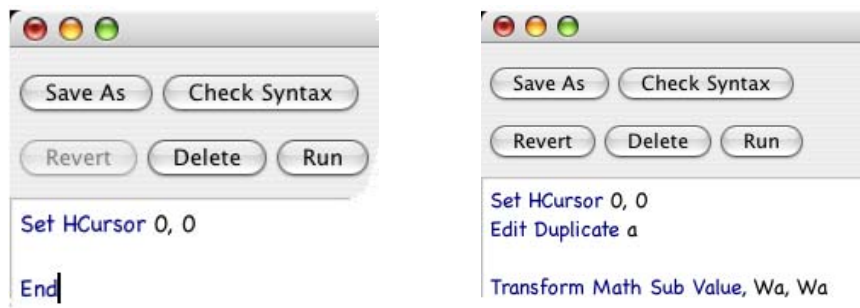 Save As Check Syntax
Revert Delete Run
Set HCursor 0, 0
End
Save As Check Syntax
Revert Delete Run
Set HCursor 0, 0
Edit Duplicate a
Transform Math Sub Value, Wa, Wa